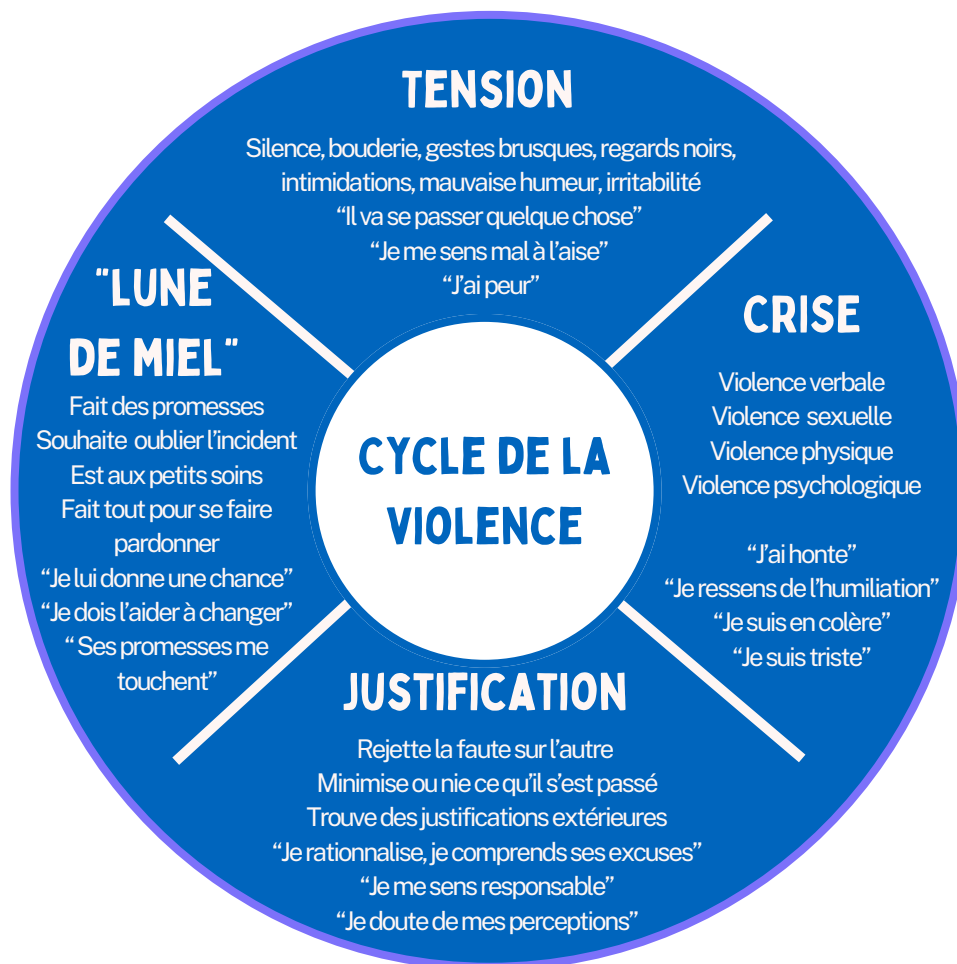 TENSION
Silence, bouderie, gestes brusques, regards noirs,
intimidations, mauvaise humeur, irritabilité
“Il va se passer quelque chose”
“Je me sens mal à l’aise”
“J’ai peur”
CRISE
Violence verbale
Violence sexuelle
Violence physique
Violence psychologique
“J’ai honte”
“Je ressens de l’humiliation”
“Je suis en colère”
“Je suis triste”
JUSTIFICATION
Rejette la faute sur l’autre
Minimise ou nie ce qu’il s’est passé
Trouve des justifications extérieures
“Je rationnalise, je comprends ses excuses”
“Je me sens responsable”
“Je doute de mes perceptions”
"LUNE
DE MIEL"
Fait des promesses
Souhaite oublier l’incident
Est aux petits soins
Fait tout pour se faire
pardonner
“Je lui donne une chance”
“Je dois l’aider à changer”
“ Ses promesses me
touchent”
CYCLE DE LA
VIOLENCE